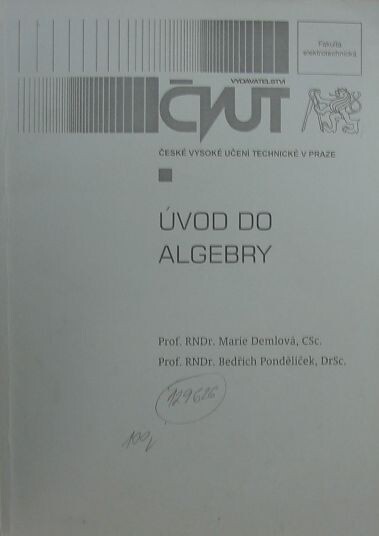 Fakulta
elektrotechnická
VYDAVATELSTVÍ
ČVUT
ČESKÉ VYSOKÉ UČENÍ TECHNICKÉ V PRAZE
ÚVOD DO
ALGEBRY
Prof. RNDr. Marie Demlová, CSc.
Prof. RNDr. Bedřich Pondělíček, DrSc.
129626